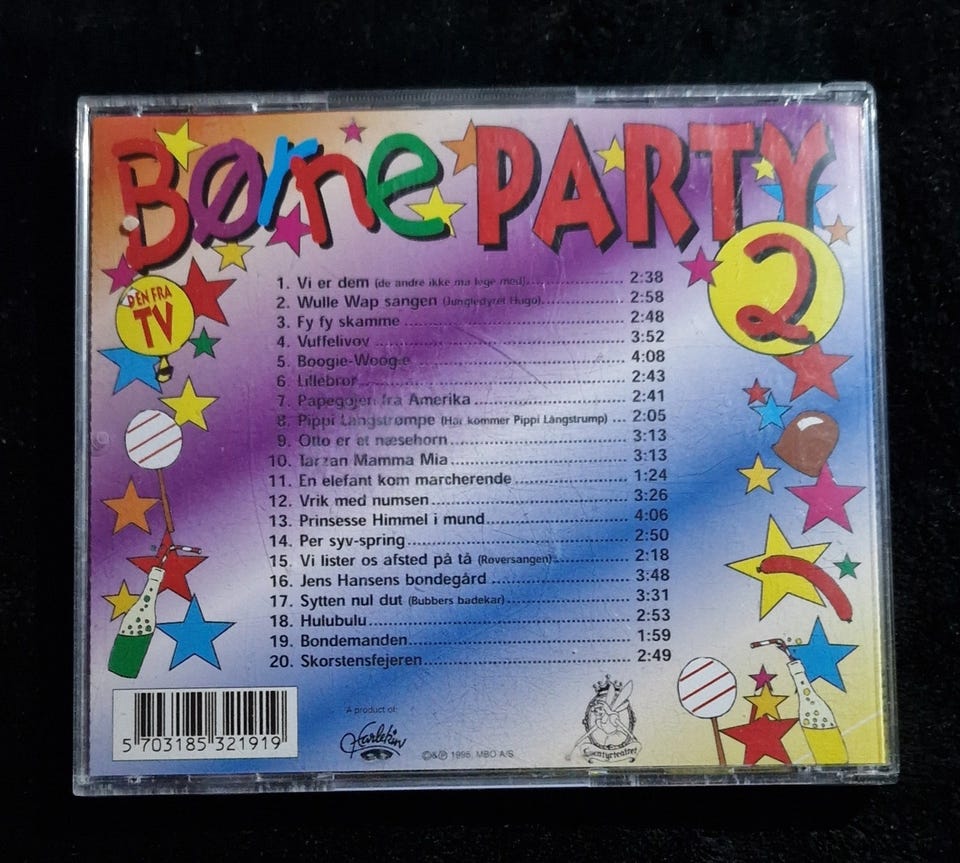 Børne PARTY 2
DEN FRA
TV
1. Vi er dem (de andre ikke må lege med) 2:38
2. Wulle Wap sangen (Jungledyret Hugo) 2:58
3. Fy fy skamme 2:48
4. Vuffelivov 3:52
5. Boogie-Woogie 4:08
6. Lillebror 2:43
7. Papegøjen fra Amerika 2:41
8. Pippi Langstrømpe (Här kommer Pippi Långstrump) ... 2:05
9. Otto er et næsehorn 3:13
10. Tarzan Mamma Mia 3:13
11. En elefant kom marcherende 1:24
12. Vrik med numsen 3:26
13. Prinsesse Himmel i mund 4:06
14. Per syv-spring 2:50
15. Vi lister os afsted på tå (Røversangen) 2:18
16. Jens Hansens bondegård 3:48
17. Sytten nul dut (Bubbers badekar) 3:31
18. Hulubulu 2:53
19. Bondemanden 1:59
20. Skorstensfejeren 2:49
A product of:
Harlekin
©&℗ 1995, MBO A/S
Eventyrteatret
5 703185 321919